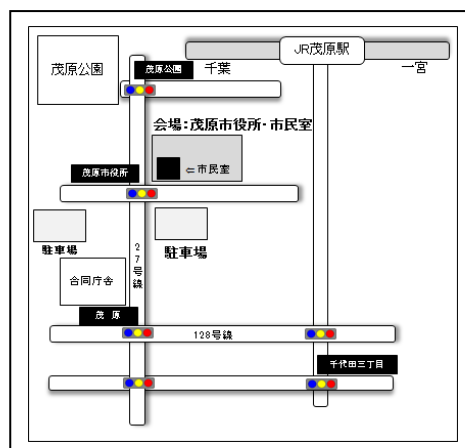 JR茂原駅
茂原公園
茂原公園
千葉
一宮
会場:茂原市役所・市民室
茂原市役所
⇐市民室
駐車場
駐車場
27号線
合同庁舎
茂 原
128号線
千代田三丁目